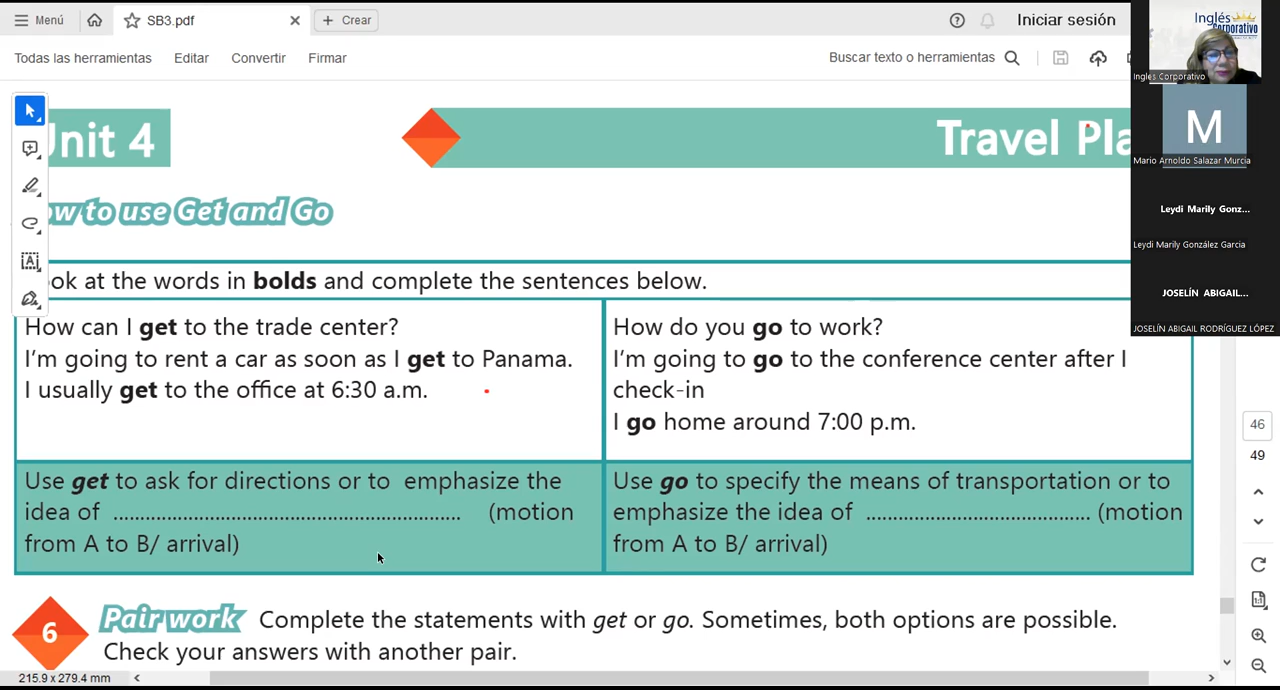 Menú
SB3.pdf
Crear
Iniciar sesión
Todas las herramientas
Editar
Convertir
Firmar
Buscar texto o herramientas
Inglés
Corporativo
Ingles Corporativo
M
Mario Arnoldo Salazar Murcia
Leydi Marily Gonz...
Leydi Marily González Garcia
JOSELÍN ABIGAIL...
JOSELÍN ABIGAIL RODRÍGUEZ LÓPEZ
Unit 4
Travel Pla
ow to use Get and Go
ook at the words in bolds and complete the sentences below.
How can I get to the trade center?
I'm going to rent a car as soon as I get to Panama.
I usually get to the office at 6:30 a.m.
How do you go to work?
I'm going to go to the conference center after I
check-in
I go home around 7:00 p.m.
Use get to ask for directions or to emphasize the
idea of .................................................................. (motion
from A to B/ arrival)
Use go to specify the means of transportation or to
emphasize the idea of .......................................... (motion
from A to B/ arrival)
46
49
6
Pair work Complete the statements with get or go. Sometimes, both options are possible.
Check your answers with another pair.
215.9 x 279.4 mm